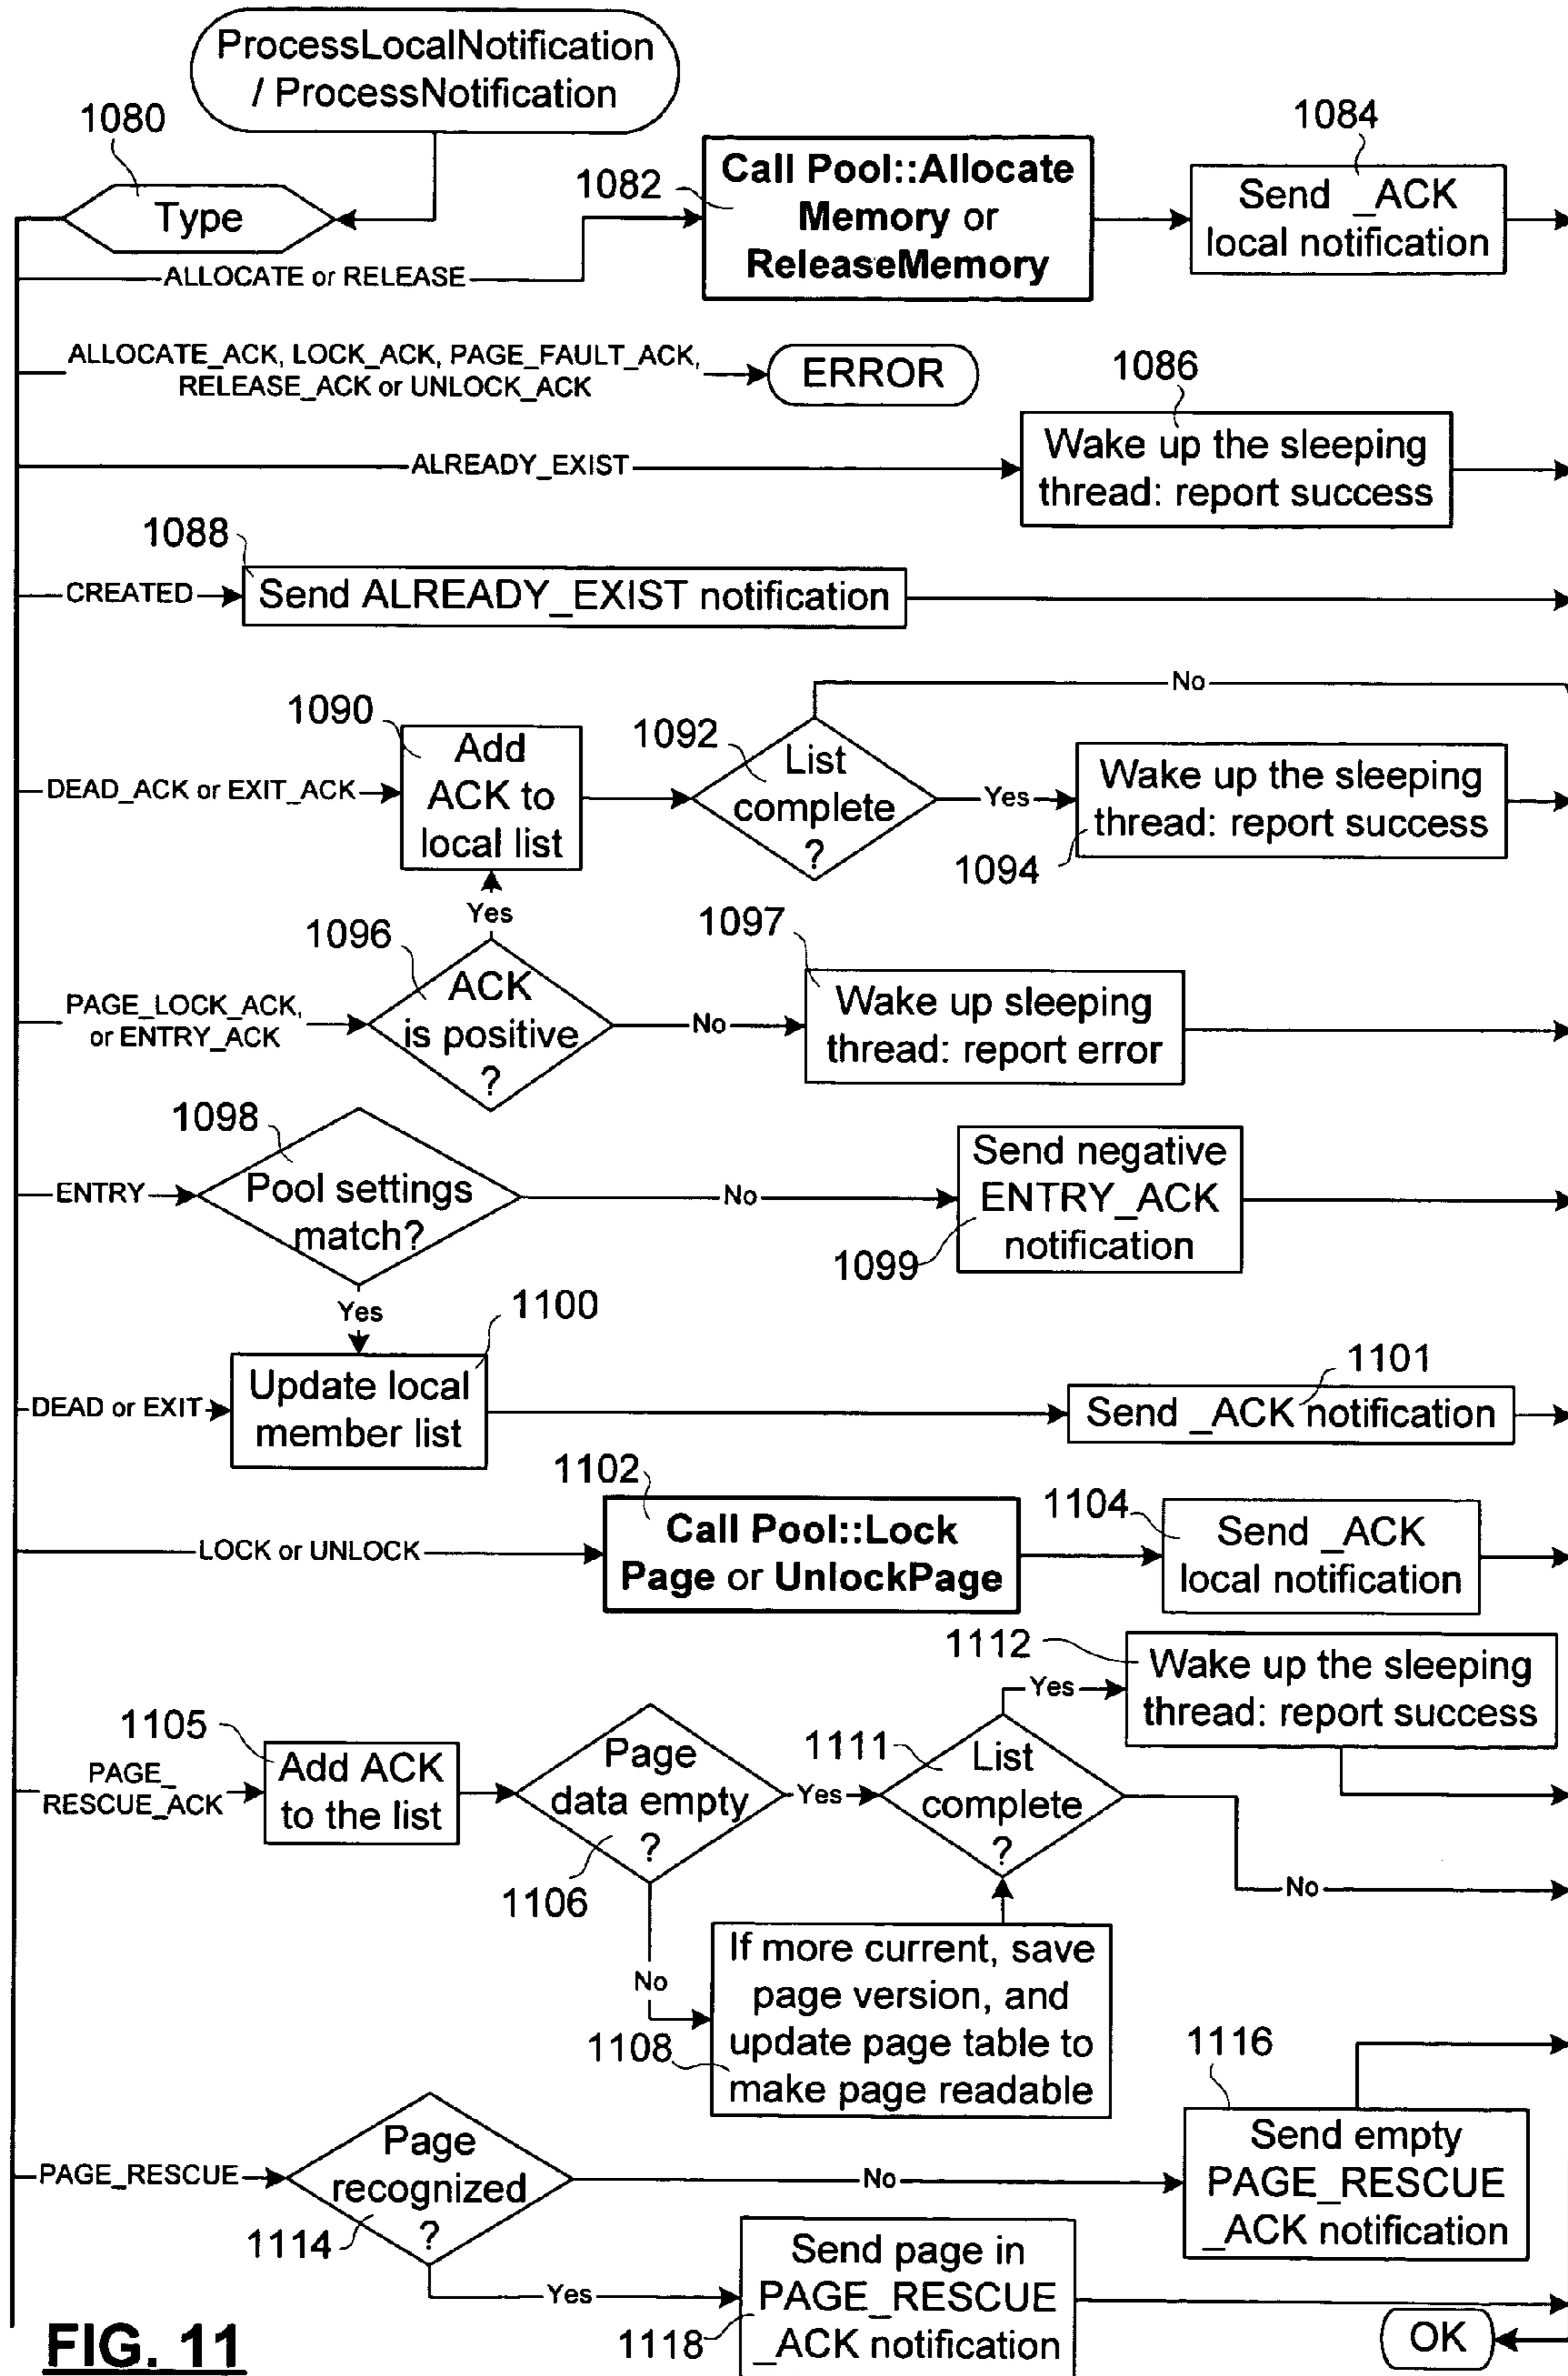 ProcessLocalNotification
/ ProcessNotification
1080
Type
1082
Call Pool::Allocate
Memory or
ReleaseMemory
1084
Send _ACK
local notification
ALLOCATE or RELEASE
ALLOCATE_ACK, LOCK_ACK, PAGE_FAULT_ACK,
RELEASE_ACK or UNLOCK_ACK
ERROR
1086
Wake up the sleeping
thread: report success
ALREADY_EXIST
1088
CREATED
Send ALREADY_EXIST notification
No
1090
Add
ACK to
local list
1092
List
complete
?
DEAD_ACK or EXIT_ACK
Yes
Wake up the sleeping
thread: report success
1094
Yes
1096
ACK
is positive
?
1097
PAGE_LOCK_ACK,
or ENTRY_ACK
No
Wake up sleeping
thread: report error
1098
ENTRY
Pool settings
match?
No
Send negative
ENTRY_ACK
notification
1099
Yes
1100
DEAD or EXIT
Update local
member list
1101
Send _ACK notification
1102
LOCK or UNLOCK
Call Pool::Lock
Page or UnlockPage
1104
Send _ACK
local notification
1112
Yes
Wake up the sleeping
thread: report success
1105
PAGE_
RESCUE_ACK
Add ACK
to the list
Page
data empty
?
1106
Yes
1111
List
complete
?
No
No
If more current, save
page version, and
update page table to
make page readable
1108
1116
Send empty
PAGE_RESCUE
_ACK notification
PAGE_RESCUE
Page
recognized
?
1114
No
Yes
Send page in
PAGE_RESCUE
_ACK notification
1118
OK
FIG. 11